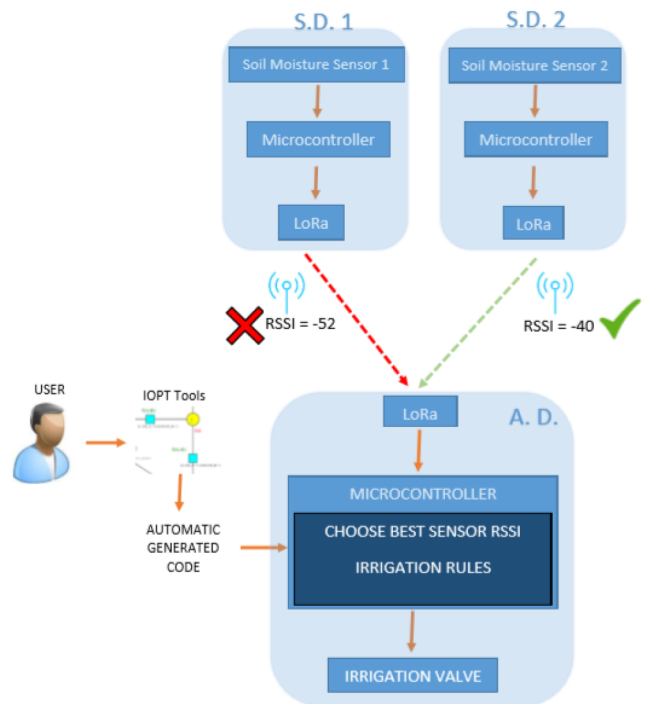 S.D. 1
S.D. 2
Soil Moisture Sensor 1
Soil Moisture Sensor 2
Microcontroller
Microcontroller
LoRa
LoRa
RSSI = -52
RSSI = -40
USER
IOPT Tools
LoRa
A. D.
MICROCONTROLLER
CHOOSE BEST SENSOR RSSI
IRRIGATION RULES
AUTOMATIC
GENERATED
CODE
IRRIGATION VALVE